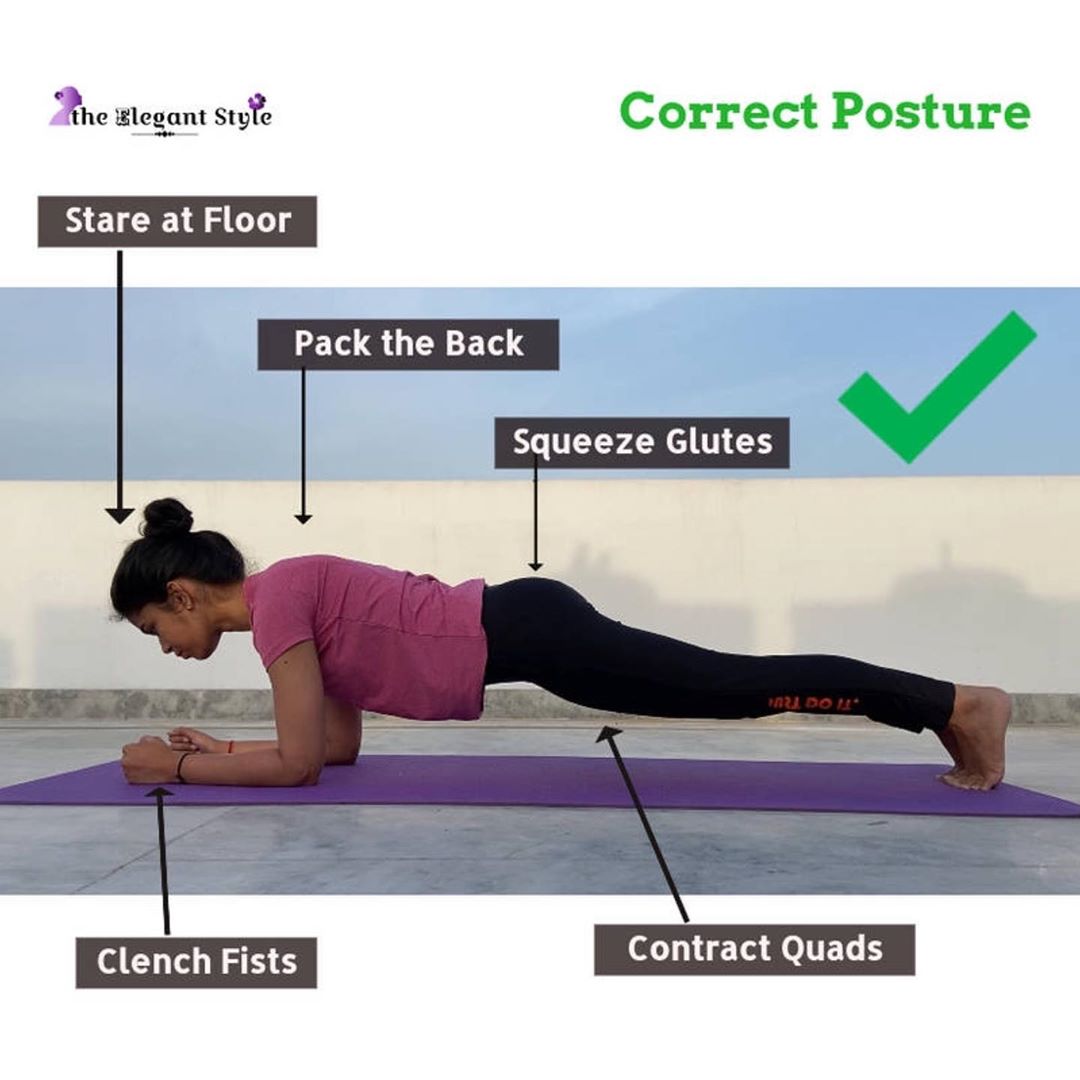 the Elegant Style
Correct Posture
Stare at Floor
Pack the Back
Squeeze Glutes
Clench Fists
Contract Quads